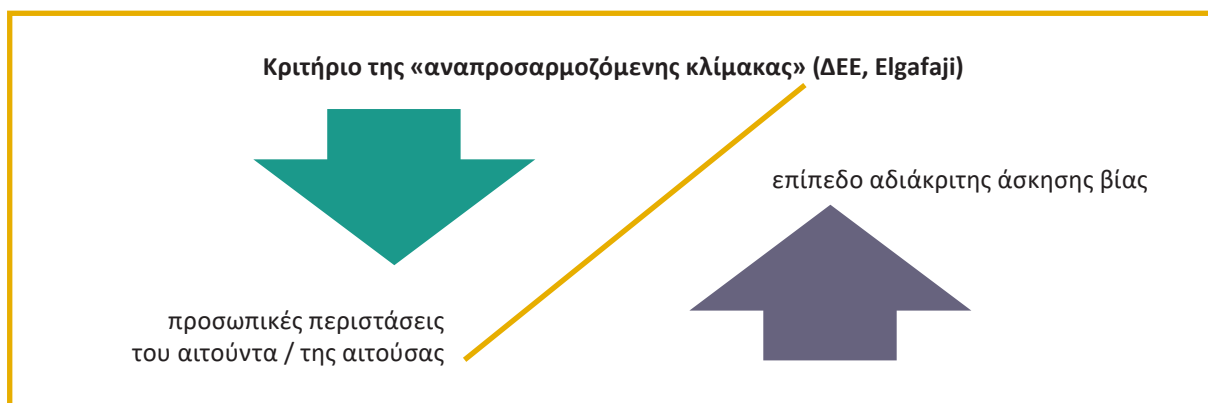 Κριτήριο της «αναπροσαρμοζόμενης κλίμακας» (ΔΕΕ, Elgafaji)
επίπεδο αδιάκριτης άσκησης βίας
προσωπικές περιστάσεις
του αιτούντα / της αιτούσας